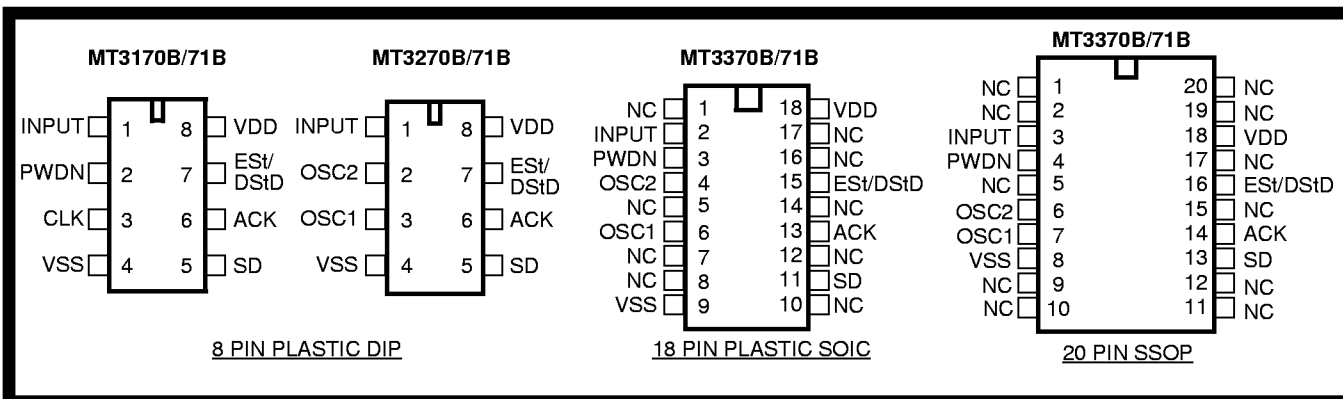 MT3170B/71B
INPUT 1 8 VDD
PWDN 2 7 ESt/
DStD
CLK 3 6 ACK
VSS 4 5 SD
MT3270B/71B
INPUT 1 8 VDD
OSC2 2 7 ESt/
DStD
OSC1 3 6 ACK
VSS 4 5 SD
8 PIN PLASTIC DIP
MT3370B/71B
NC 1 18 VDD
INPUT 2 17 NC
PWDN 3 16 NC
OSC2 4 15 ESt/DStD
NC 5 14 NC
OSC1 6 13 ACK
NC 7 12 NC
NC 8 11 SD
VSS 9 10 NC
18 PIN PLASTIC SOIC
MT3370B/71B
NC 1 20 NC
NC 2 19 NC
INPUT 3 18 VDD
PWDN 4 17 NC
NC 5 16 ESt/DStD
OSC2 6 15 NC
OSC1 7 14 ACK
VSS 8 13 SD
NC 9 12 NC
NC 10 11 NC
20 PIN SSOP